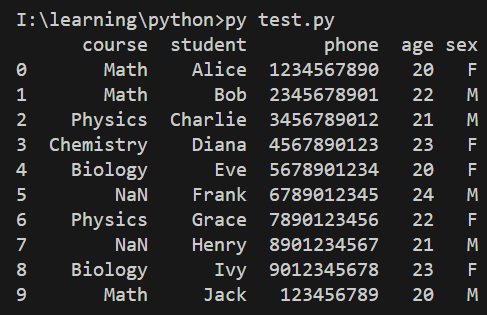 I:\learning\python>py test.py
course student phone age sex
0 Math Alice 1234567890 20 F
1 Math Bob 2345678901 22 M
2 Physics Charlie 3456789012 21 M
3 Chemistry Diana 4567890123 23 F
4 Biology Eve 5678901234 20 F
5 NaN Frank 6789012345 24 M
6 Physics Grace 7890123456 22 F
7 NaN Henry 8901234567 21 M
8 Biology Ivy 9012345678 23 F
9 Math Jack 123456789 20 M